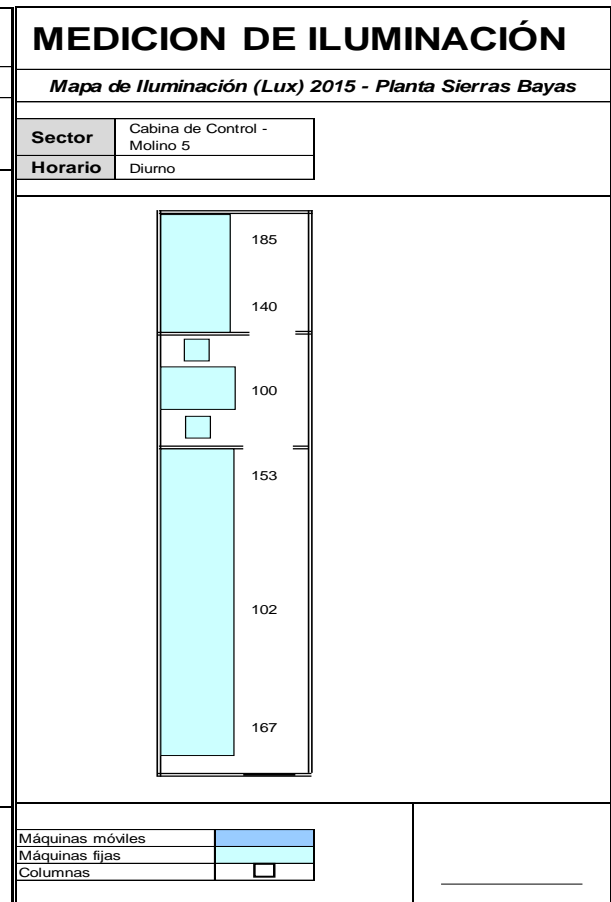 MEDICION DE ILUMINACIÓN
Mapa de Iluminación (Lux) 2015 - Planta Sierras Bayas
Sector
Cabina de Control -
Molino 5
Horario
Diurno
185
140
100
153
102
167
Máquinas móviles
Máquinas fijas
Columnas